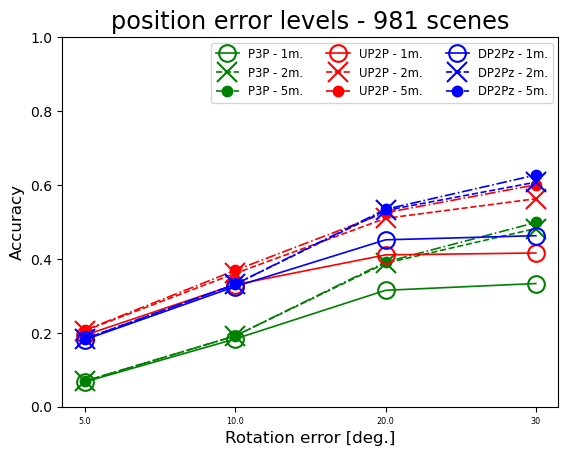 position error levels - 981 scenes
1.0
0.8
0.6
0.4
0.2
0.0
Accuracy
P3P - 1m.
P3P - 2m.
P3P - 5m.
UP2P - 1m.
UP2P - 2m.
UP2P - 5m.
DP2Pz - 1m.
DP2Pz - 2m.
DP2Pz - 5m.
5.0 10.0 20.0 30
Rotation error [deg.]